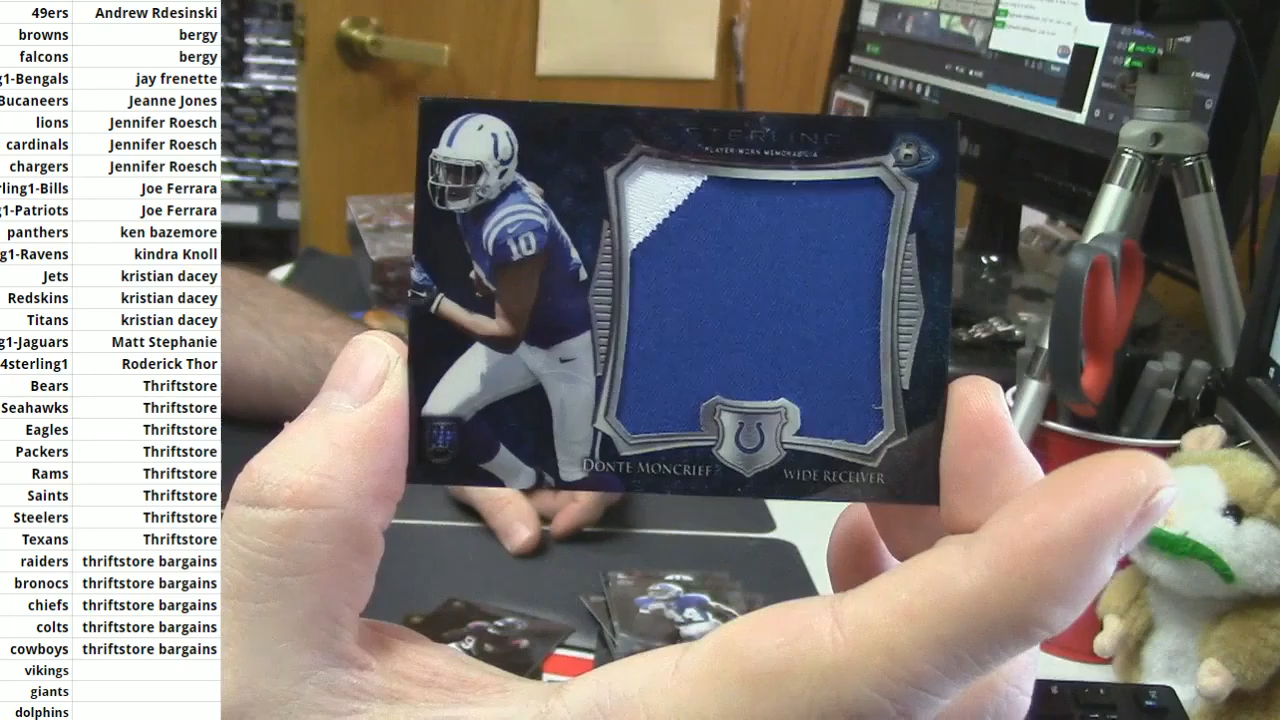 49ers Andrew Rdesinski
browns bergy
falcons bergy
g1-Bengals jay frenette
Bucaneers Jeanne Jones
lions Jennifer Roesch
cardinals Jennifer Roesch
chargers Jennifer Roesch
rling1-Bills Joe Ferrara
g1-Patriots Joe Ferrara
panthers ken bazemore
g1-Ravens kindra Knoll
Jets kristian dacey
Redskins kristian dacey
Titans kristian dacey
g1-Jaguars Matt Stephanie
4sterling1 Roderick Thor
Bears Thriftstore
Seahawks Thriftstore
Eagles Thriftstore
Packers Thriftstore
Rams Thriftstore
Saints Thriftstore
Steelers Thriftstore
Texans Thriftstore
raiders thriftstore bargains
bronocs thriftstore bargains
chiefs thriftstore bargains
colts thriftstore bargains
cowboys thriftstore bargains
vikings
giants
dolphins
STERLING
PLAYER-WORN MEMORABILIA
10
DONTE MONCRIEF WIDE RECEIVER